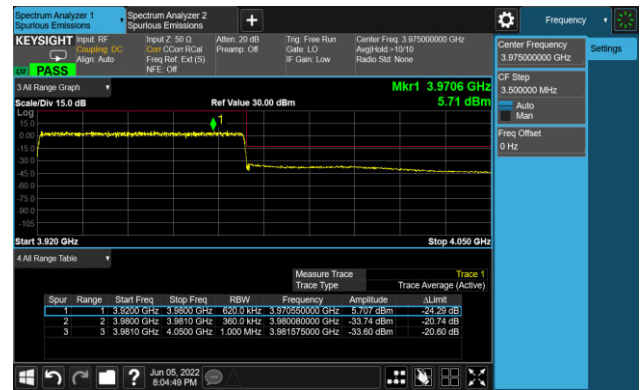 Spectrum Analyzer 1
Spurious Emissions
Spectrum Analyzer 2
Spurious Emissions
+
Frequency
KEYSIGHT
Input: RF
Coupling: DC
Align: Auto
Input Z: 50 Ω
Corr CCorr RCal
Freq Ref: Ext (S)
NFE: Off
Atten: 20 dB
Preamp: Off
Trig: Free Run
Gate: LO
IF Gain: Low
Center Freq: 3.975000000 GHz
Avg|Hold:>10/10
Radio Std: None
PASS
Center Frequency
3.975000000 GHz
Settings
CF Step
3.500000 MHz
Auto
Man
Freq Offset
0 Hz
3 All Range Graph
Mkr1 3.9706 GHz
5.71 dBm
Scale/Div 15.0 dB
Ref Value 30.00 dBm
Log
15.0
0.00
-15.0
-30.0
-45.0
-60.0
-75.0
-90.0
-105
1
Start 3.920 GHz
Stop 4.050 GHz
4 All Range Table
Measure Trace Trace 1
Trace Type Trace Average (Active)
Spur Range Start Freq Stop Freq RBW Frequency Amplitude ΔLimit
1 1 3.9200 GHz 3.9800 GHz 620.0 kHz 3.970550000 GHz 5.707 dBm -24.29 dB
2 2 3.9800 GHz 3.9810 GHz 360.0 kHz 3.980080000 GHz -33.74 dBm -20.74 dB
3 3 3.9810 GHz 4.0500 GHz 1.000 MHz 3.981575000 GHz -33.60 dBm -20.60 dB
?
Jun 05, 2022
8:04:49 PM